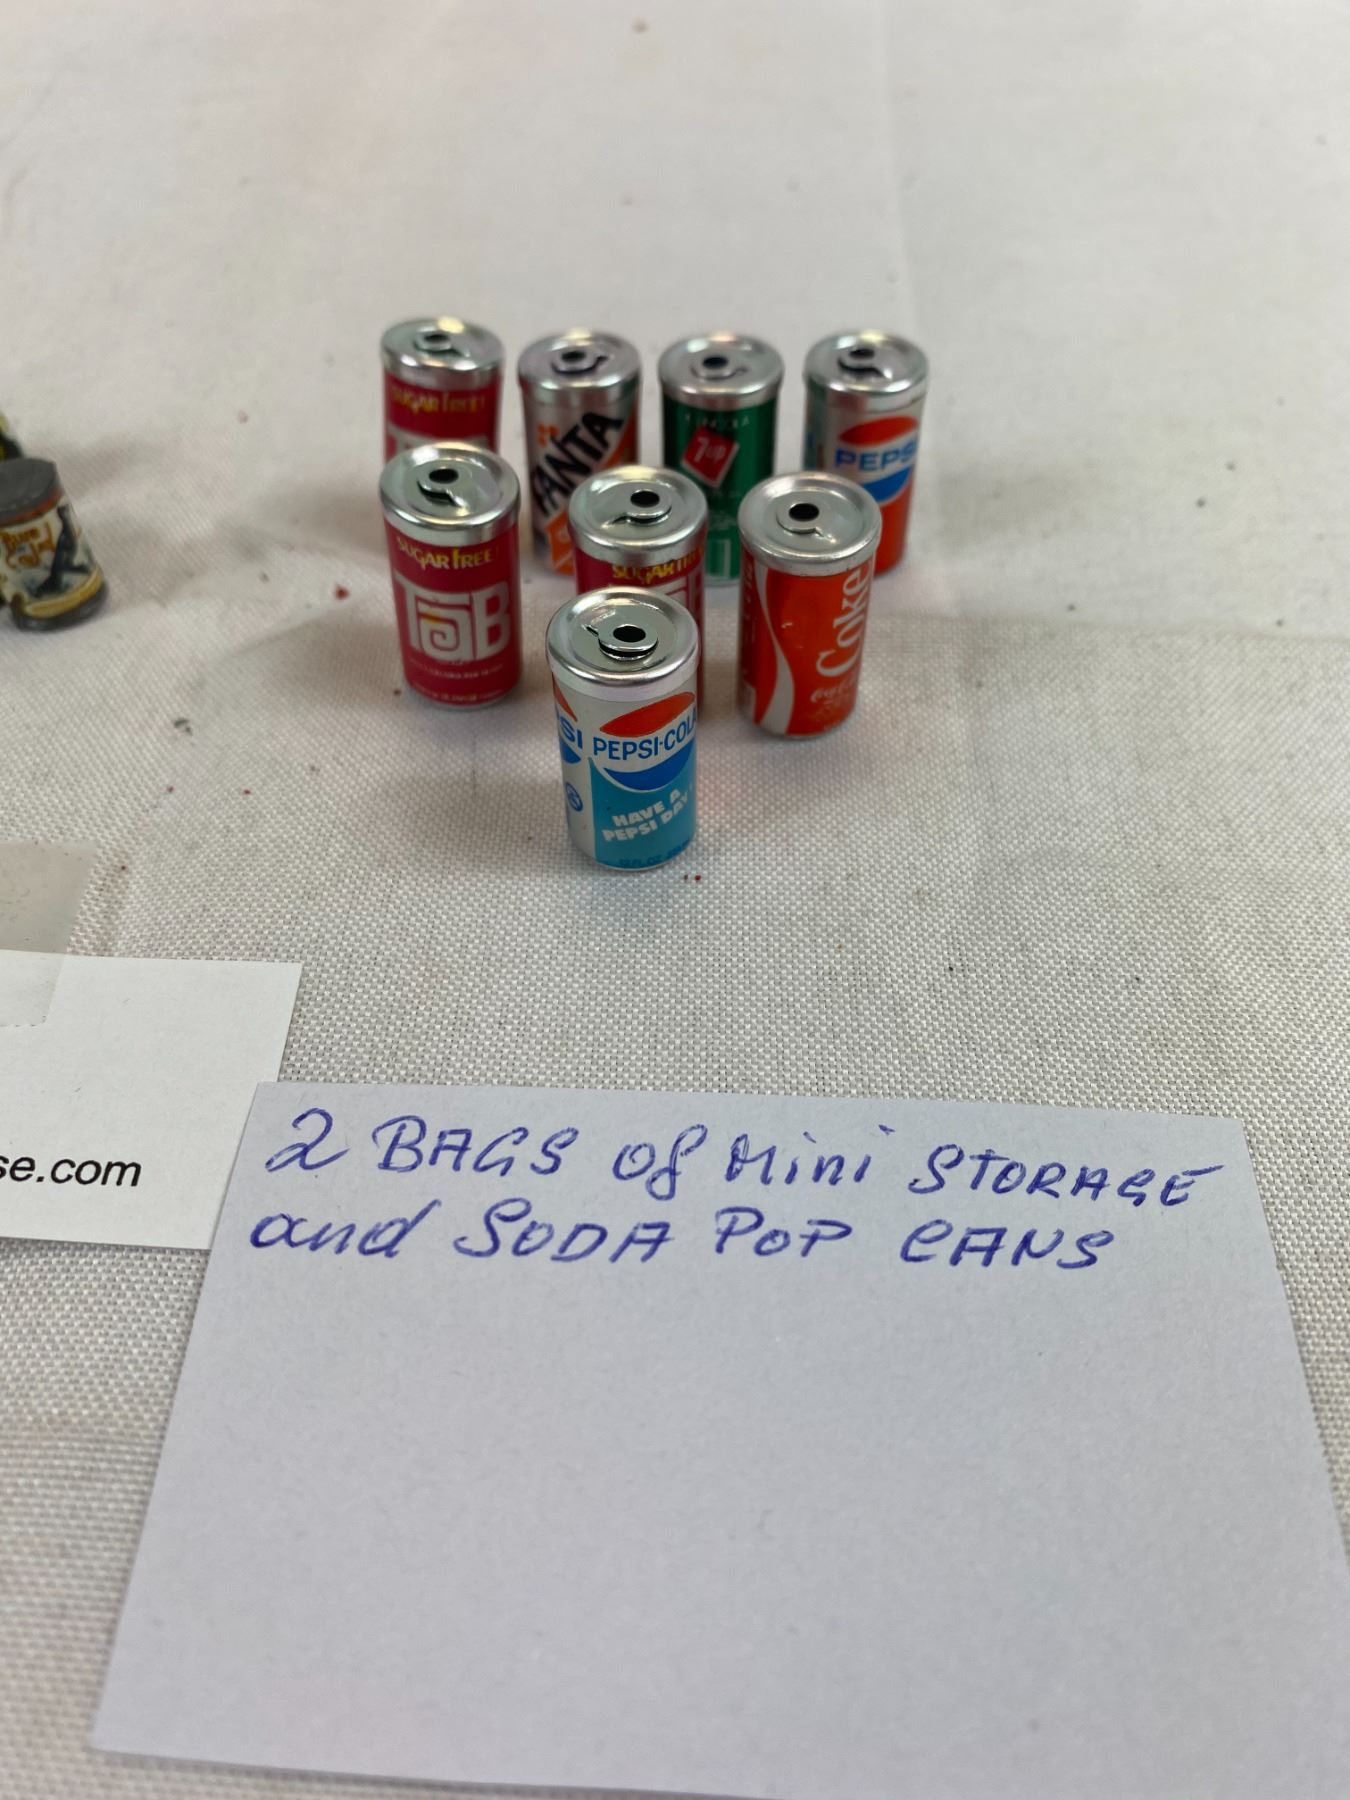 SUGAR FREE!
FANTA
7up
PEPSI
SUGAR FREE!
TAB
SUGAR FREE
Coke
PEPSI·COLA
HAVE A
PEPSI DAY!
se.com
2 BAGS of Mini STORAGE
and SODA POP CANS